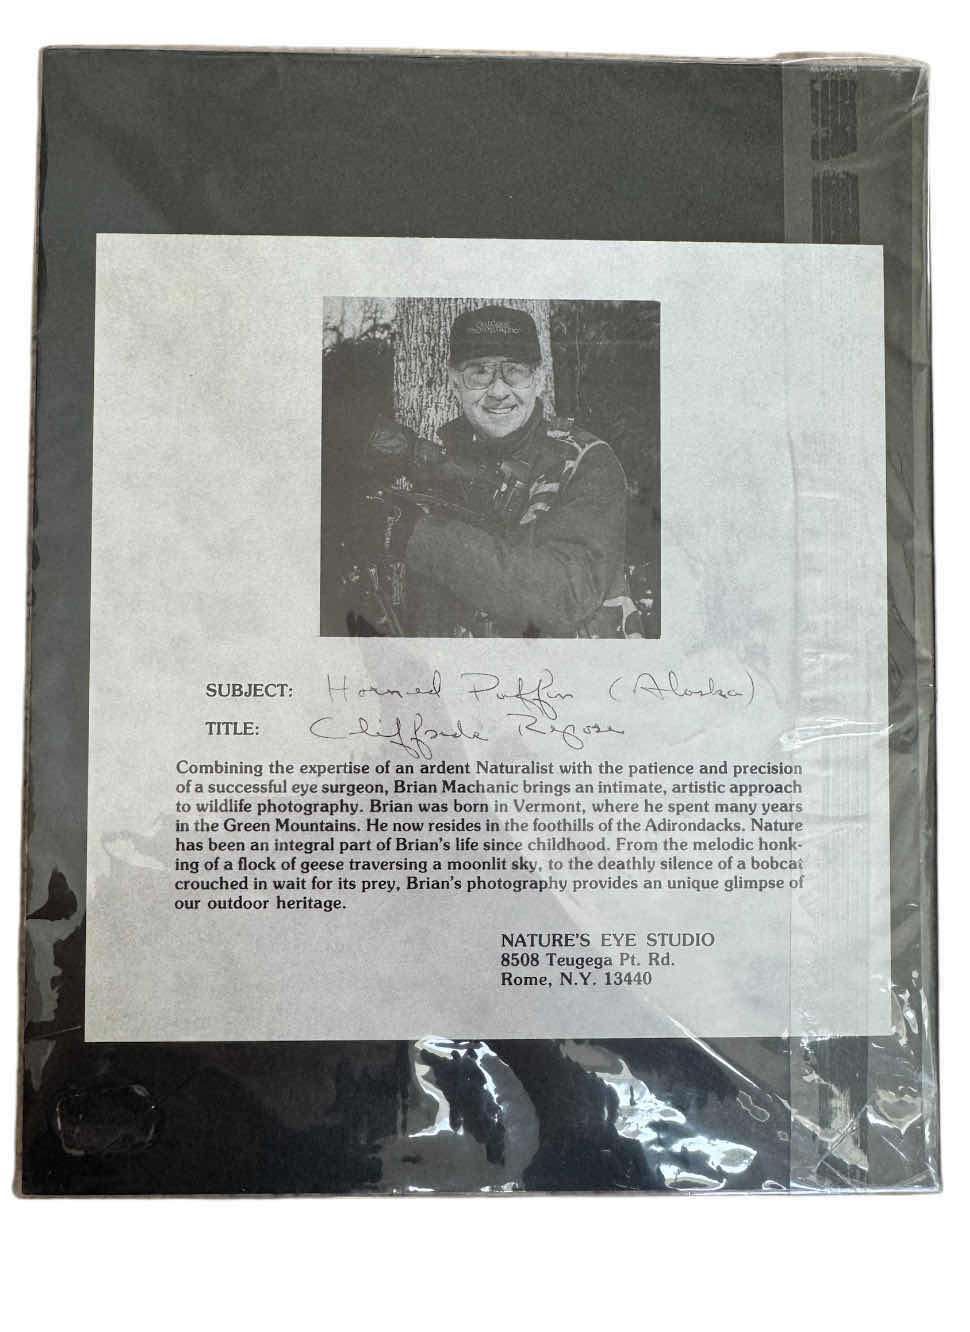 Outdoor
Photographer
SUBJECT: Horned Puffin (Alaska)
TITLE: Cliffside Repose
Combining the expertise of an ardent Naturalist with the patience and precision
of a successful eye surgeon, Brian Machanic brings an intimate, artistic approach
to wildlife photography. Brian was born in Vermont, where he spent many years
in the Green Mountains. He now resides in the foothills of the Adirondacks. Nature
has been an integral part of Brian's life since childhood. From the melodic honk-
ing of a flock of geese traversing a moonlit sky, to the deathly silence of a bobcat
crouched in wait for its prey, Brian's photography provides an unique glimpse of
our outdoor heritage.
NATURE'S EYE STUDIO
8508 Teugega Pt. Rd.
Rome, N.Y. 13440